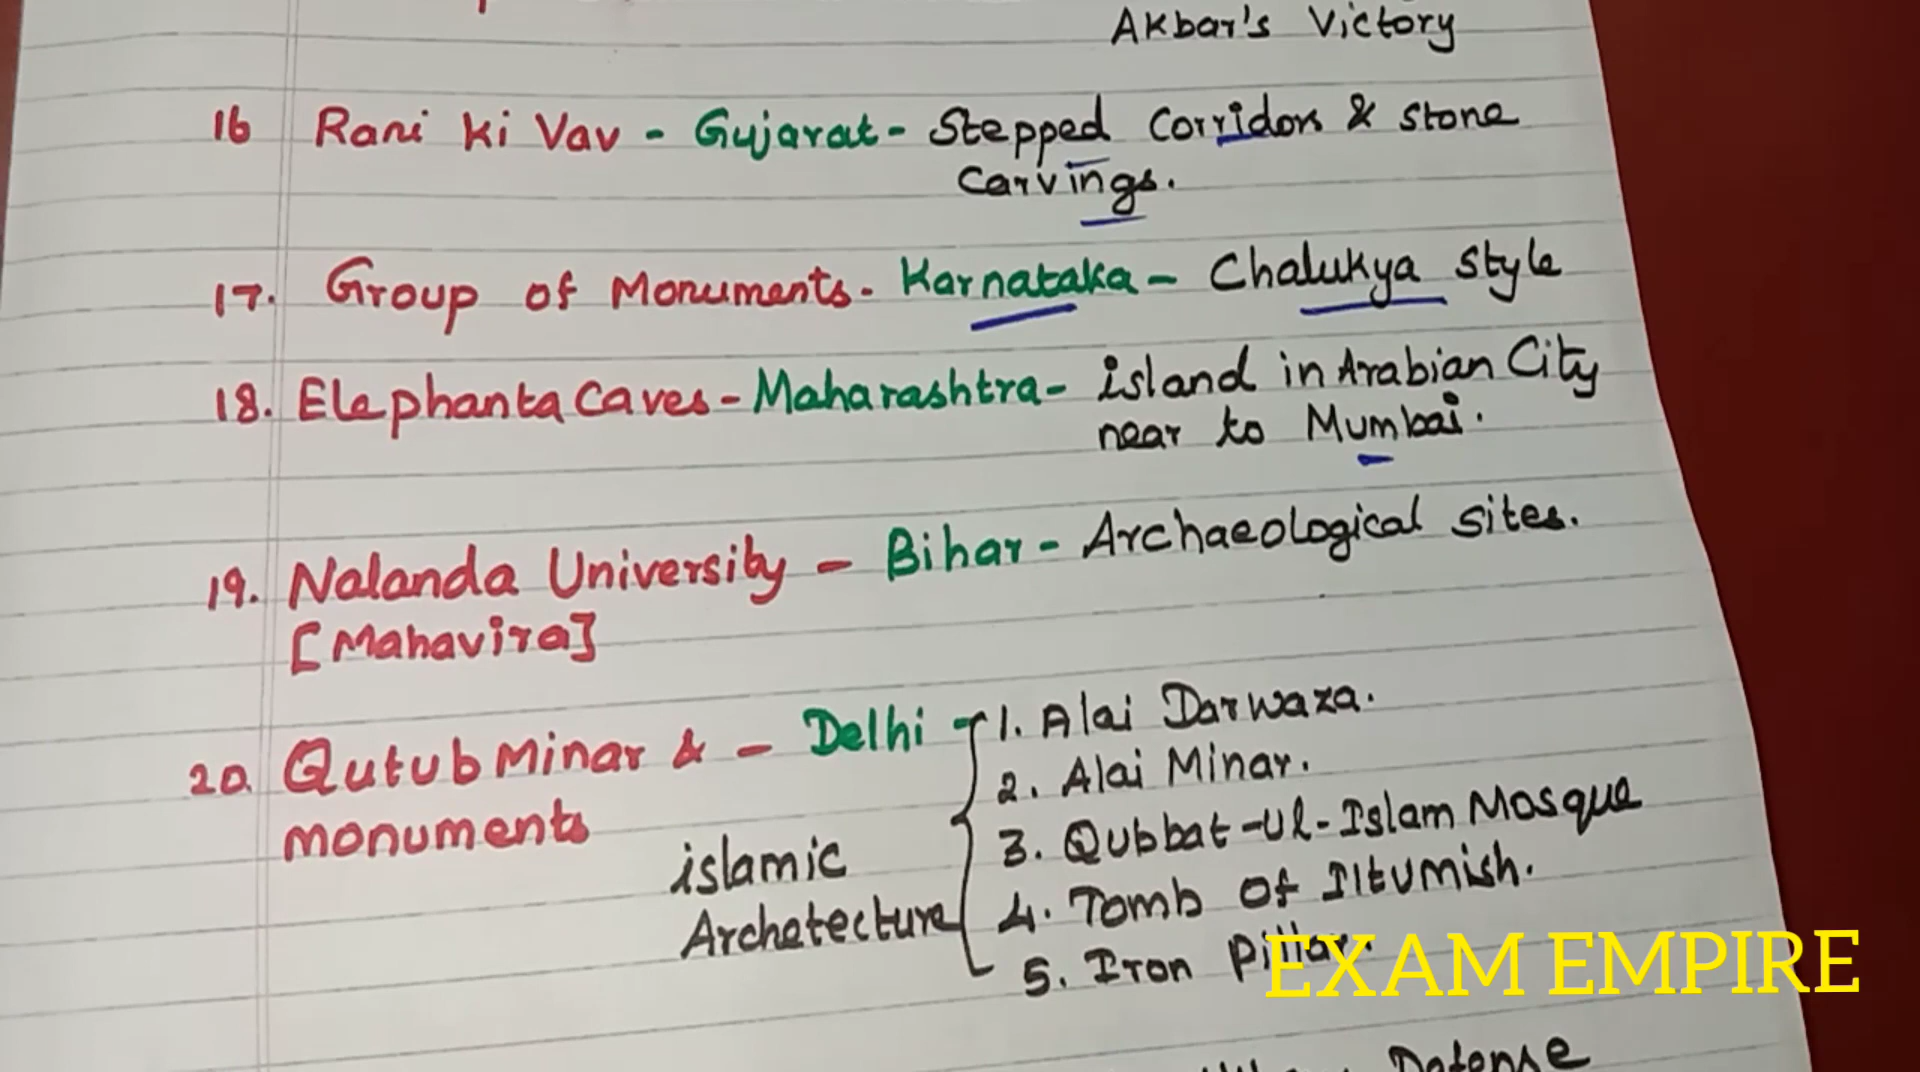 Akbar's Victory
16 Rani Ki Vav - Gujarat - Stepped Corridors & stone
Carvings.
17. Group of Monuments - Karnataka - Chalukya style
18. Elephanta Caves - Maharashtra - island in Arabian City
near to Mumbai.
19. Nalanda University - Bihar - Archaeological sites.
[Mahavira]
20. Qutub Minar & - Delhi - 1. Alai Darwaza.
monuments
2. Alai Minar.
3. Qubbat-Ul-Islam Mosque
islamic
Archetecture
4. Tomb of Iltumish.
5. Iron Pillar.
EXAM EMPIRE